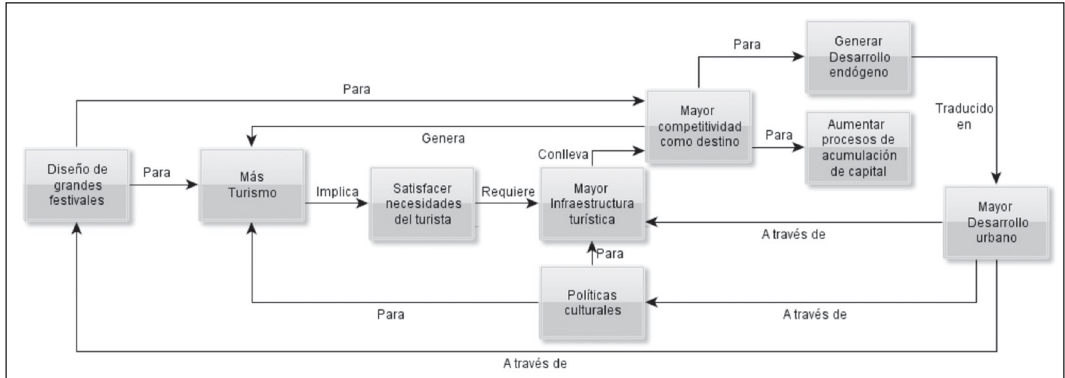 Para
Generar
Desarrollo
endógeno
Para
Traducido
en
Mayor
competitividad
como destino
Para
Aumentar
procesos de
acumulación
de capital
Genera
Conlleva
Diseño de
grandes
festivales
Para
Más
Turismo
Implica
Satisfacer
necesidades
del turista
Requiere
Mayor
Infraestructura
turística
Mayor
Desarrollo
urbano
A través de
Para
Políticas
culturales
Para
A través de
A través de